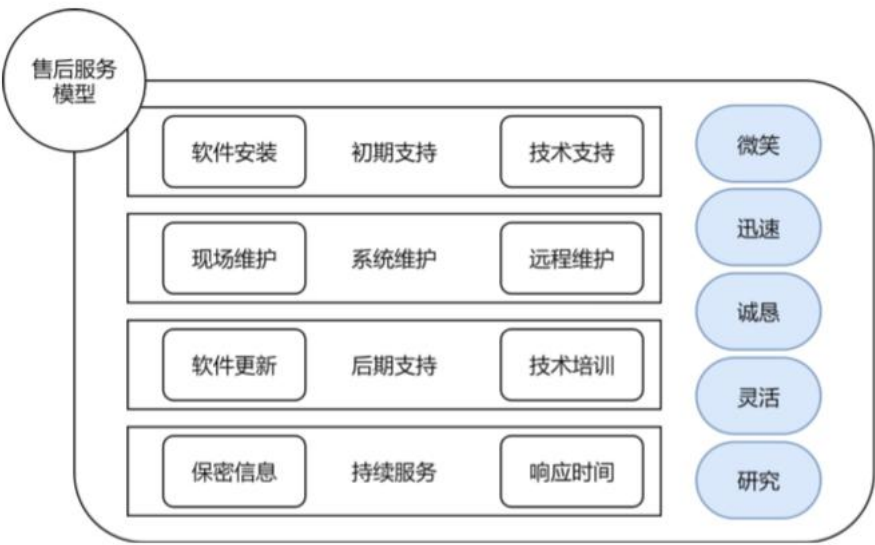 售后服务
模型
软件安装 初期支持 技术支持
微笑
现场维护 系统维护 远程维护
迅速
诚恳
软件更新 后期支持 技术培训
灵活
保密信息 持续服务 响应时间
研究